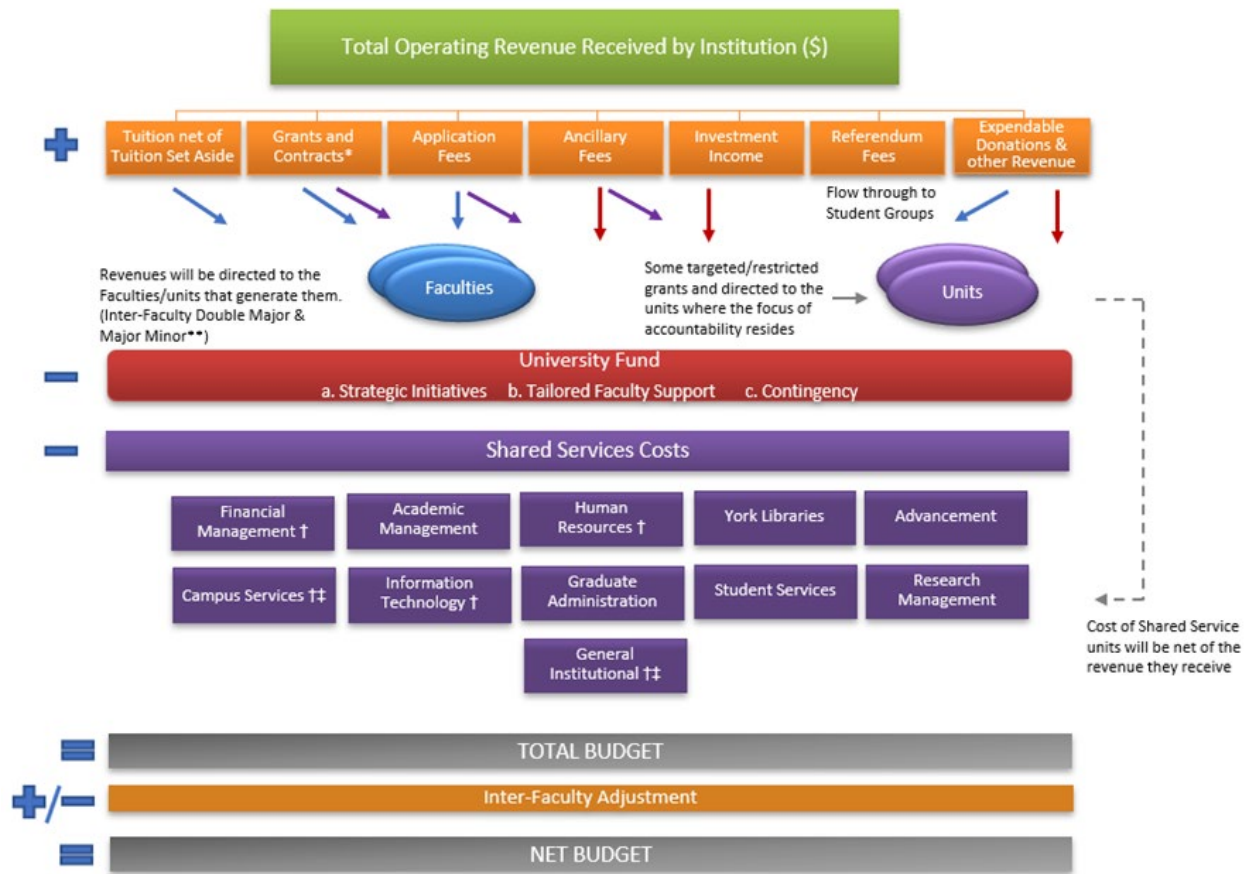 Total Operating Revenue Received by Institution ($)
Tuition net of
Tuition Set Aside
Grants and
Contracts*
Application
Fees
Ancillary
Fees
Investment
Income
Referendum
Fees
Expendable
Donations &
other Revenue
Flow through to
Student Groups
Revenues will be directed to the
Faculties/units that generate them.
(Inter-Faculty Double Major &
Major Minor**)
Faculties
Some targeted/restricted
grants and directed to the
units where the focus of
accountability resides
Units
University Fund
a. Strategic Initiatives b. Tailored Faculty Support c. Contingency
Shared Services Costs
Financial
Management †
Academic
Management
Human
Resources †
York Libraries
Advancement
Campus Services †‡
Information
Technology †
Graduate
Administration
Student Services
Research
Management
General
Institutional †‡
Cost of Shared Service
units will be net of the
revenue they receive
TOTAL BUDGET
Inter-Faculty Adjustment
NET BUDGET